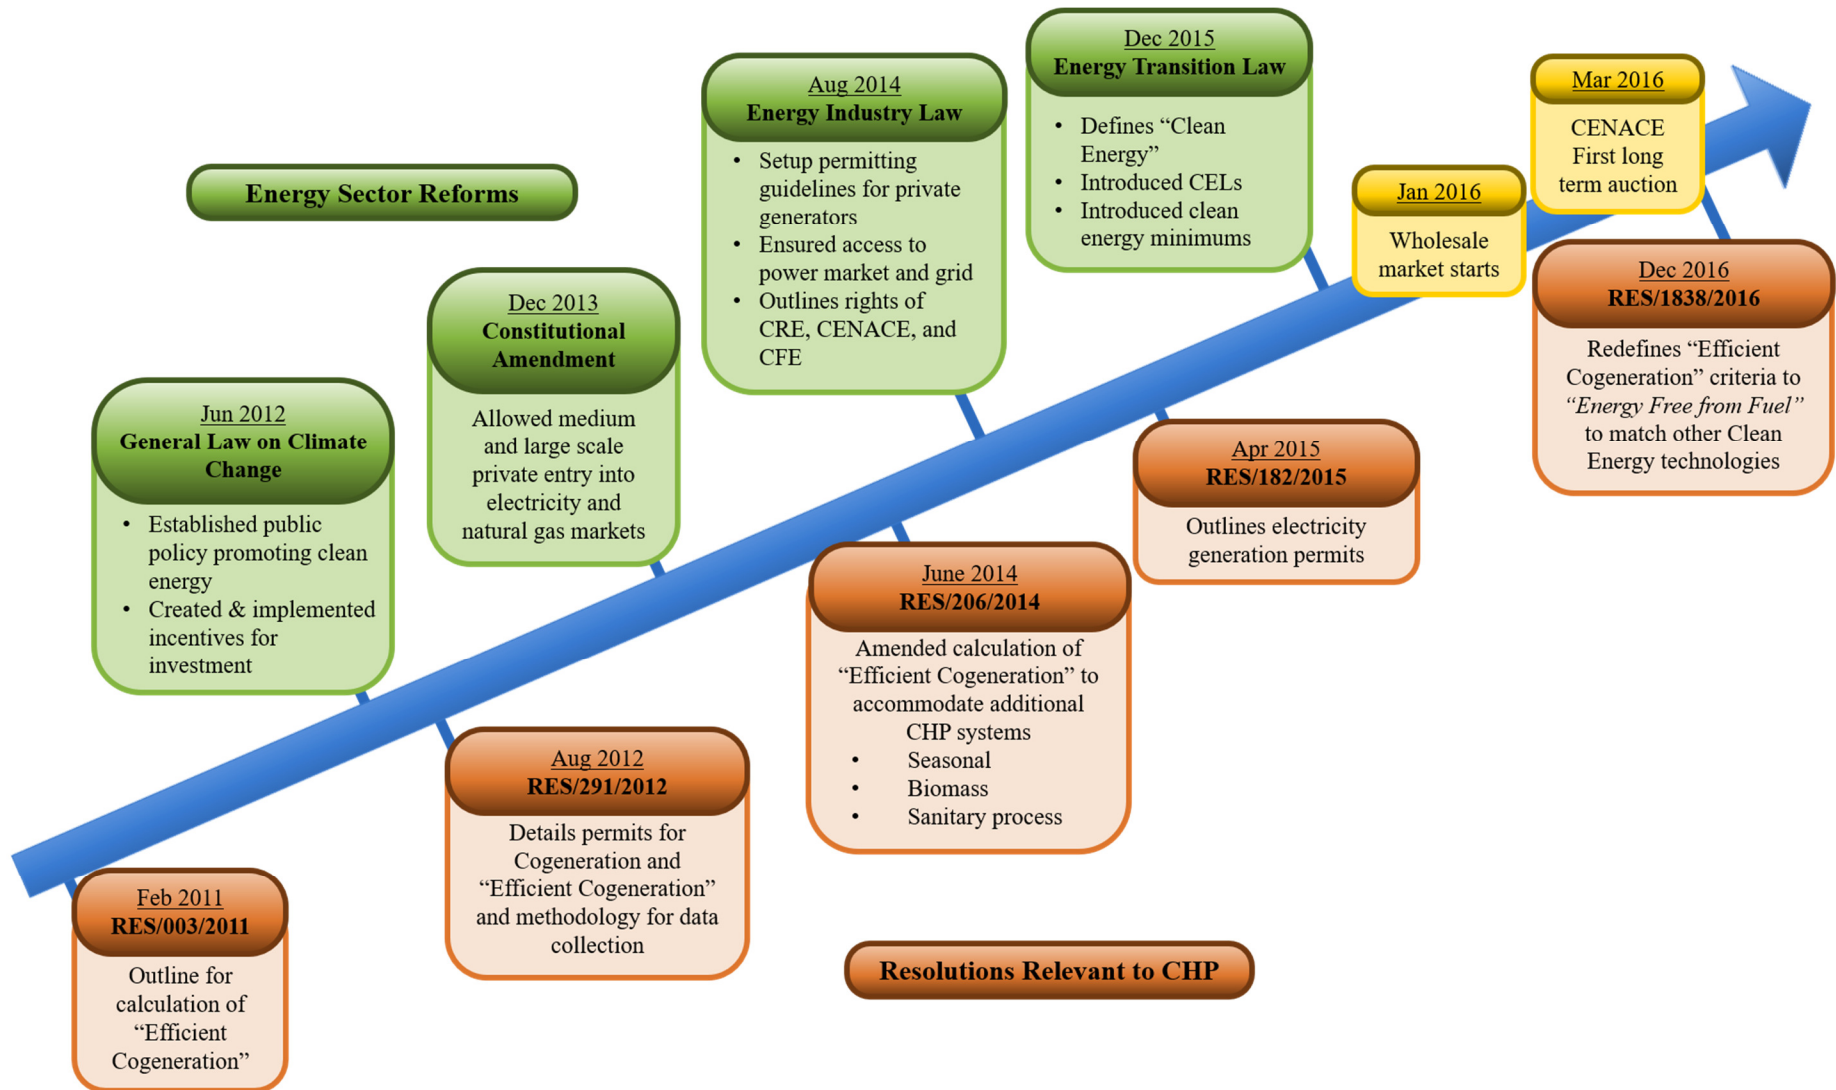 Energy Sector Reforms
Jun 2012
General Law on Climate
Change
• Established public
policy promoting clean
energy
• Created & implemented
incentives for
investment
Dec 2013
Constitutional
Amendment
Allowed medium
and large scale
private entry into
electricity and
natural gas markets
Aug 2014
Energy Industry Law
• Setup permitting
guidelines for private
generators
• Ensured access to
power market and grid
• Outlines rights of
CRE, CENACE, and
CFE
Dec 2015
Energy Transition Law
• Defines “Clean
Energy”
• Introduced CELs
• Introduced clean
energy minimums
Jan 2016
Wholesale
market starts
Mar 2016
CENACE
First long
term auction
Feb 2011
RES/003/2011
Outline for
calculation of
“Efficient
Cogeneration”
Aug 2012
RES/291/2012
Details permits for
Cogeneration and
“Efficient Cogeneration”
and methodology for data
collection
June 2014
RES/206/2014
Amended calculation of
“Efficient Cogeneration” to
accommodate additional
CHP systems
• Seasonal
• Biomass
• Sanitary process
Apr 2015
RES/182/2015
Outlines electricity
generation permits
Dec 2016
RES/1838/2016
Redefines “Efficient
Cogeneration” criteria to
“Energy Free from Fuel”
to match other Clean
Energy technologies
Resolutions Relevant to CHP